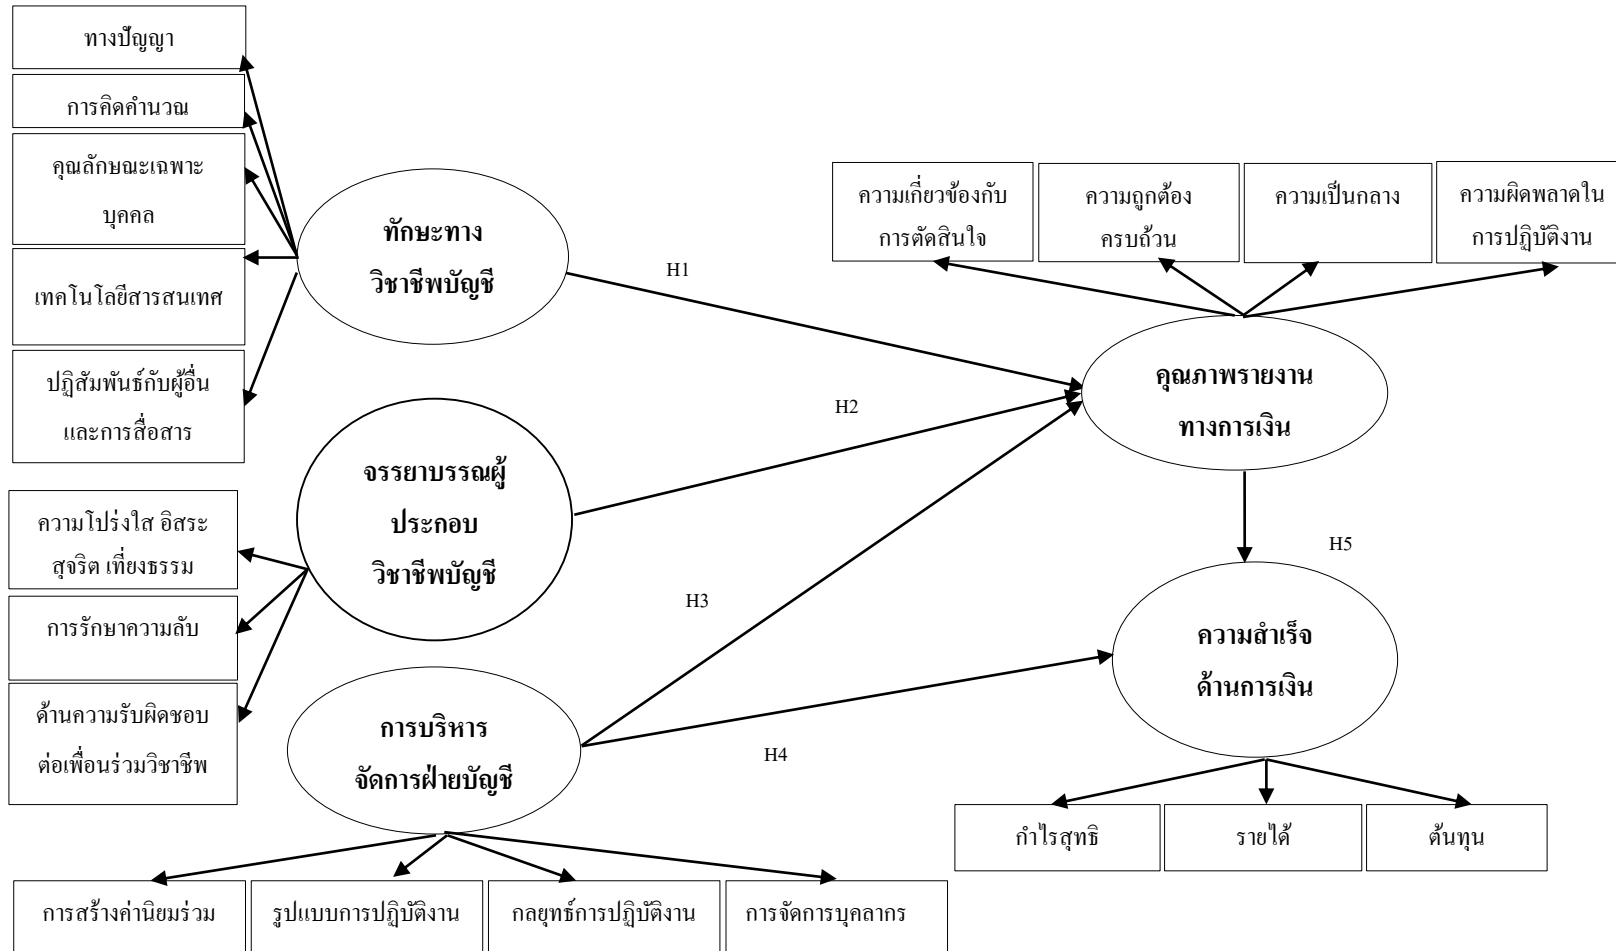 ทางปัญญา
การคิดคำนวณ
คุณลักษณะเฉพาะ
บุคคล
เทคโนโลยีสารสนเทศ
ปฏิสัมพันธ์กับผู้อื่น
และการสื่อสาร
ทักษะทาง
วิชาชีพบัญชี
H1
ความเกี่ยวข้องกับ
การตัดสินใจ
ความถูกต้อง
ครบถ้วน
ความเป็นกลาง
ความผิดพลาดใน
การปฏิบัติงาน
คุณภาพรายงาน
ทางการเงิน
H2
จรรยาบรรณผู้
ประกอบ
วิชาชีพบัญชี
ความโปร่งใส อิสระ
สุจริต เที่ยงธรรม
การรักษาความลับ
ด้านความรับผิดชอบ
ต่อเพื่อนร่วมวิชาชีพ
H3
H5
ความสำเร็จ
ด้านการเงิน
การบริหาร
จัดการฝ่ายบัญชี
H4
กำไรสุทธิ
รายได้
ต้นทุน
การสร้างค่านิยมร่วม
รูปแบบการปฏิบัติงาน
กลยุทธ์การปฏิบัติงาน
การจัดการบุคลากร